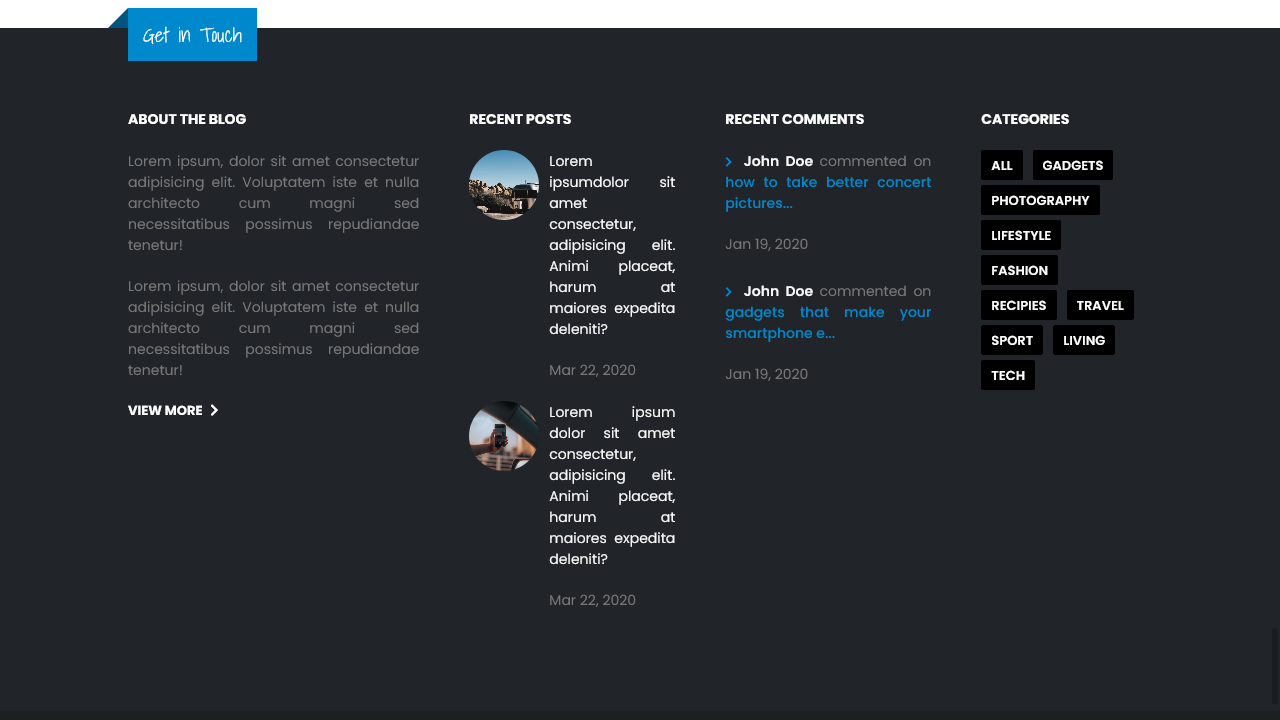 Get in Touch
ABOUT THE BLOG
Lorem ipsum, dolor sit amet consectetur
adipisicing elit. Voluptatem iste et nulla
architecto cum magni sed
necessitatibus possimus repudiandae
tenetur!
Lorem ipsum, dolor sit amet consectetur
adipisicing elit. Voluptatem iste et nulla
architecto cum magni sed
necessitatibus possimus repudiandae
tenetur!
VIEW MORE
RECENT POSTS
Lorem
ipsumdolor sit
amet
consectetur,
adipisicing elit.
Animi placeat,
harum at
maiores expedita
deleniti?
Mar 22, 2020
Lorem ipsum
dolor sit amet
consectetur,
adipisicing elit.
Animi placeat,
harum at
maiores expedita
deleniti?
Mar 22, 2020
RECENT COMMENTS
John Doe commented on
how to take better concert
pictures...
Jan 19, 2020
John Doe commented on
gadgets that make your
smartphone e...
Jan 19, 2020
CATEGORIES
ALL GADGETS
PHOTOGRAPHY
LIFESTYLE
FASHION
RECIPIES TRAVEL
SPORT LIVING
TECH